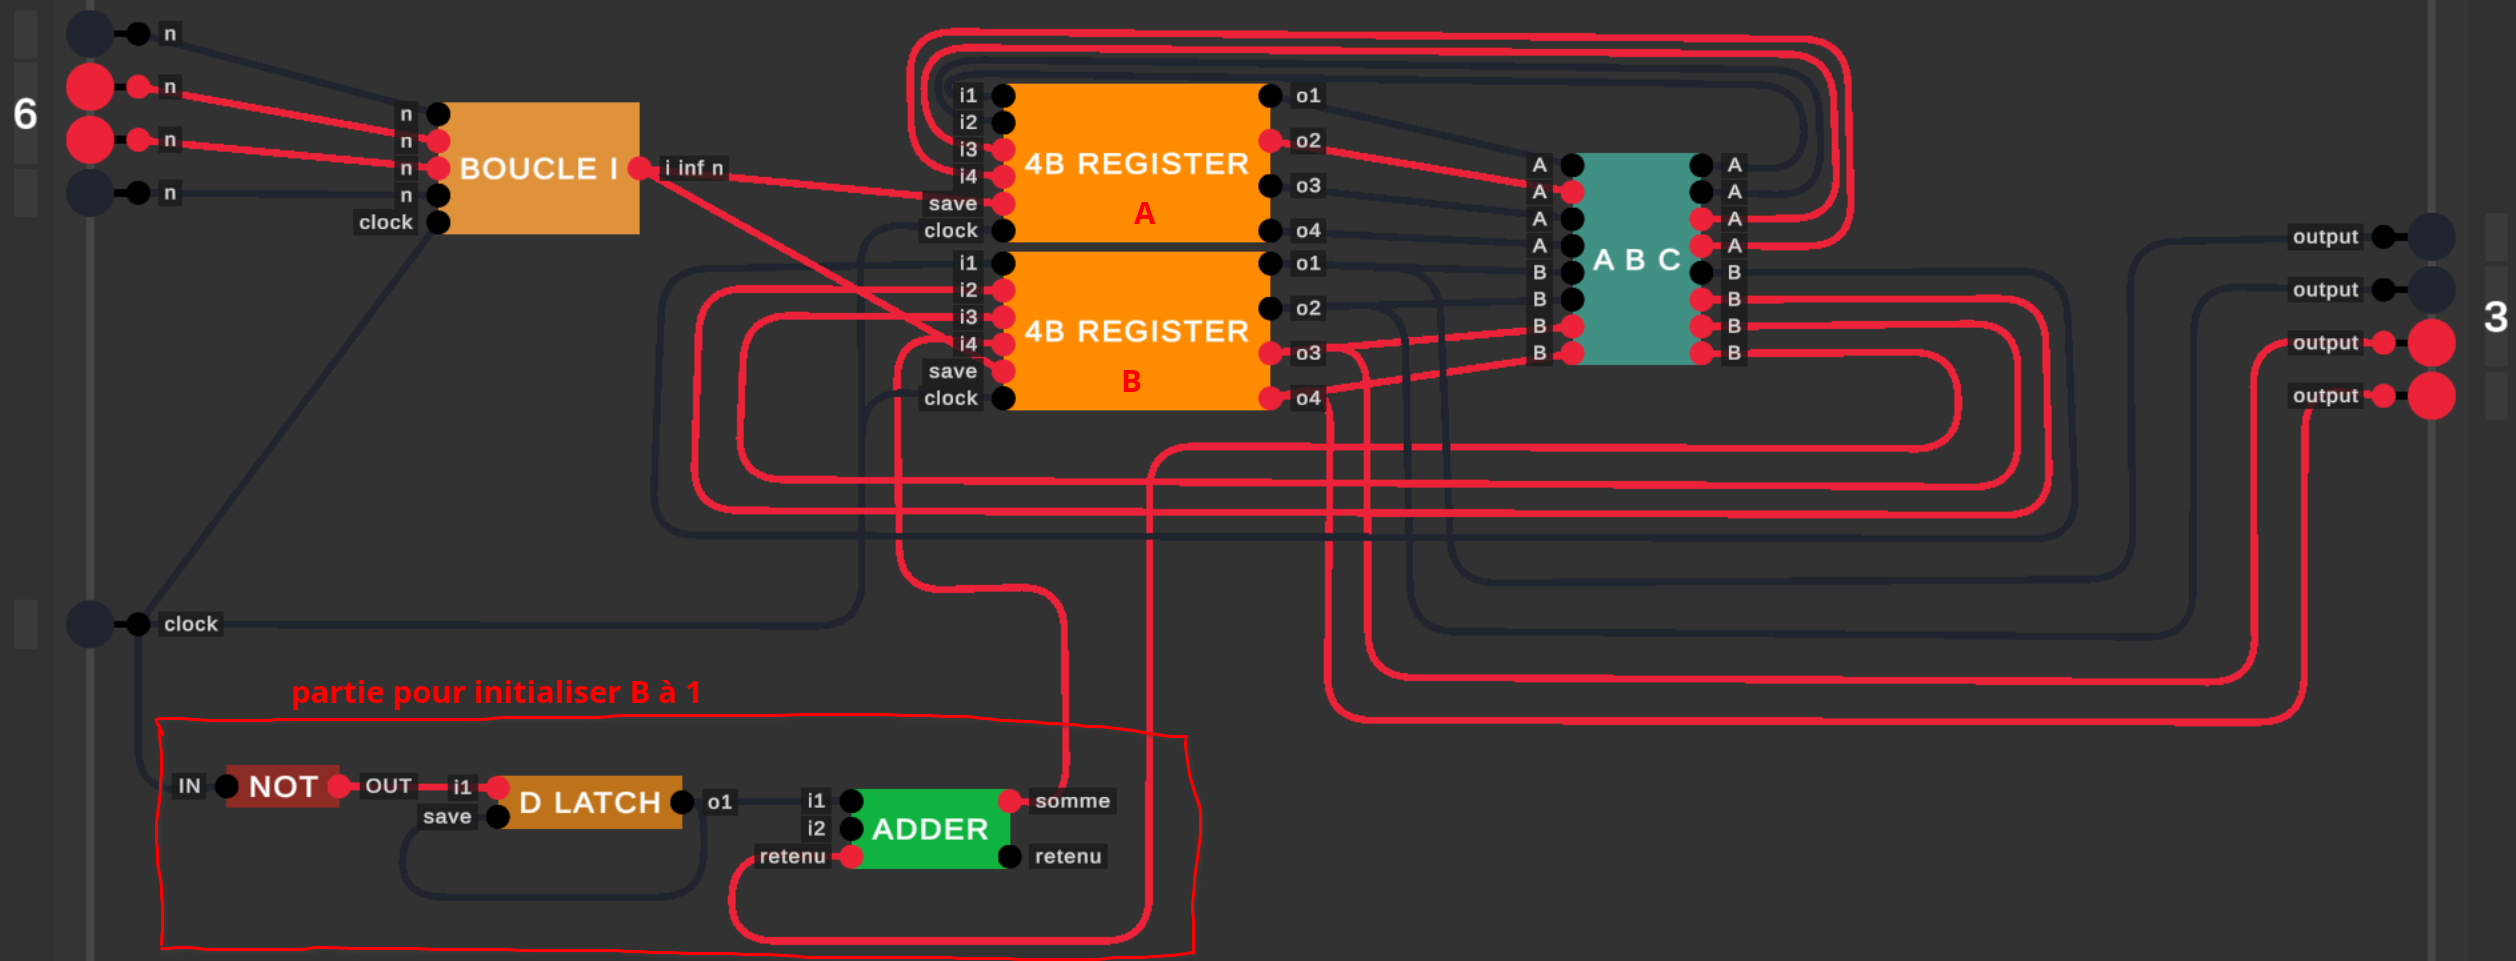 n
n
6
n
n
n
n
n
n
clock
BOUCLE I
i inf n
i1
i2
i3
i4
save
clock
4B REGISTER
A
o1
o2
o3
o4
i1
i2
i3
i4
save
clock
4B REGISTER
B
o1
o2
o3
o4
A
A
A
A
B
B
B
B
A B C
A
A
A
A
B
B
B
B
output
output
output
output
3
clock
partie pour initialiser B à 1
IN
NOT
OUT
i1
save
D LATCH
o1
i1
i2
retenu
ADDER
somme
retenu